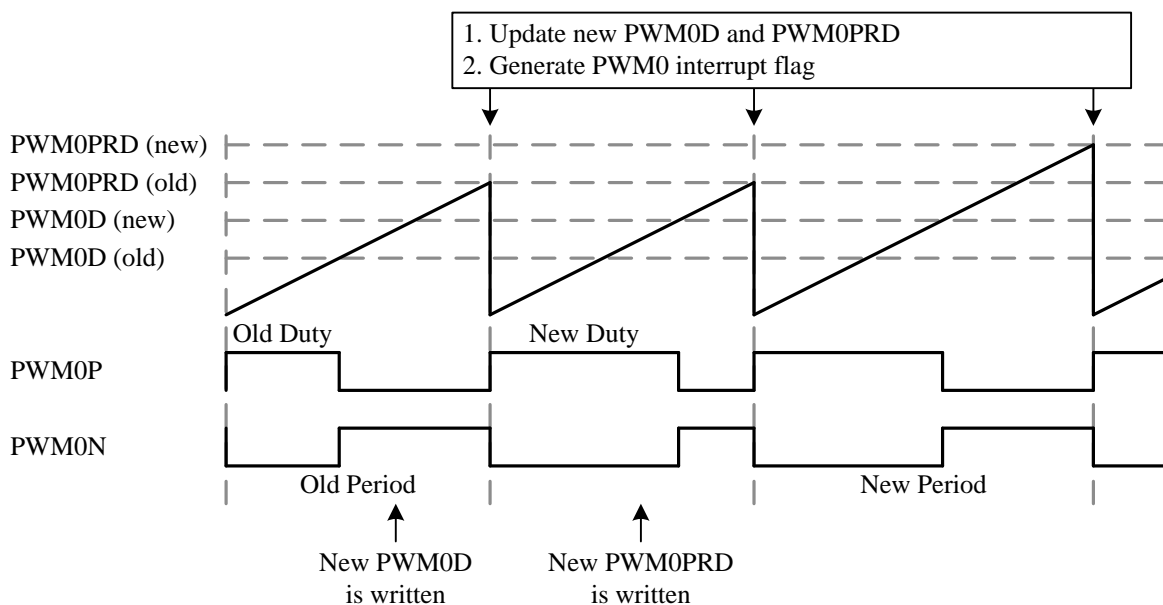 1. Update new PWM0D and PWM0PRD
2. Generate PWM0 interrupt flag
PWM0PRD (new)
PWM0PRD (old)
PWM0D (new)
PWM0D (old)
Old Duty
New Duty
PWM0P
PWM0N
Old Period
New Period
New PWM0D
is written
New PWM0PRD
is written